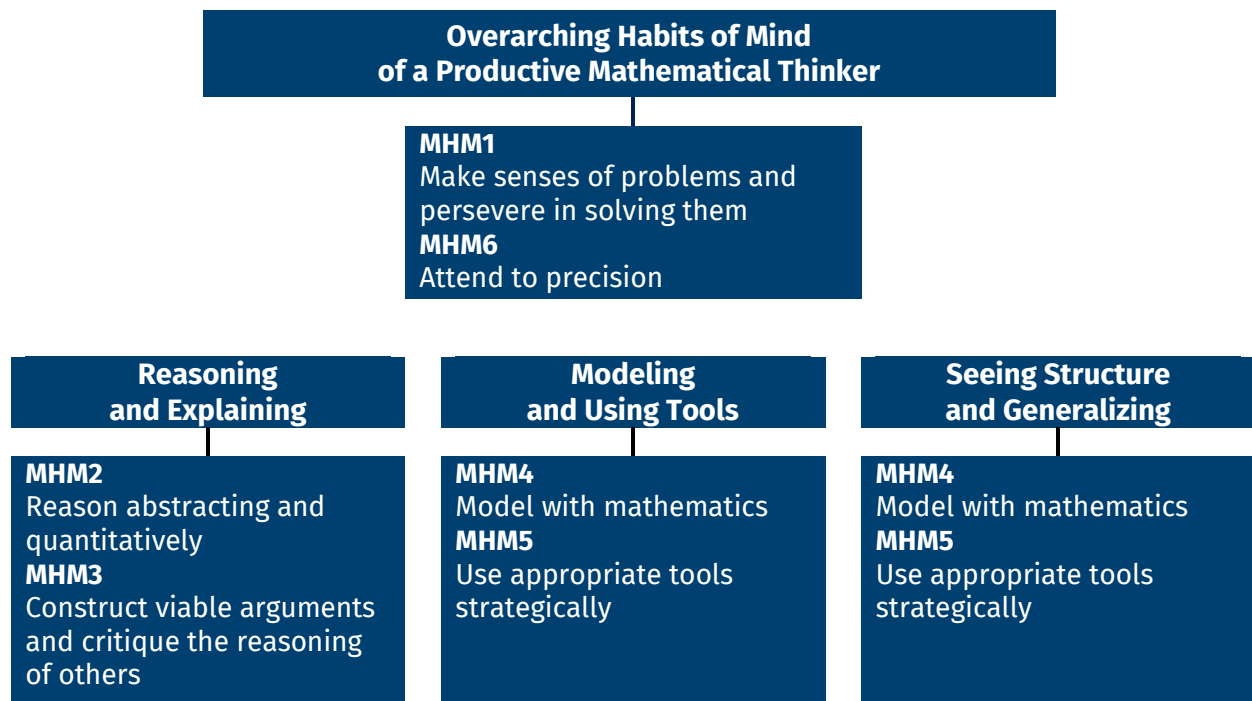 Overarching Habits of Mind
of a Productive Mathematical Thinker
MHM1
Make senses of problems and
persevere in solving them
MHM6
Attend to precision
Reasoning
and Explaining
MHM2
Reason abstracting and
quantitatively
MHM3
Construct viable arguments
and critique the reasoning
of others
Modeling
and Using Tools
MHM4
Model with mathematics
MHM5
Use appropriate tools
strategically
Seeing Structure
and Generalizing
MHM4
Model with mathematics
MHM5
Use appropriate tools
strategically